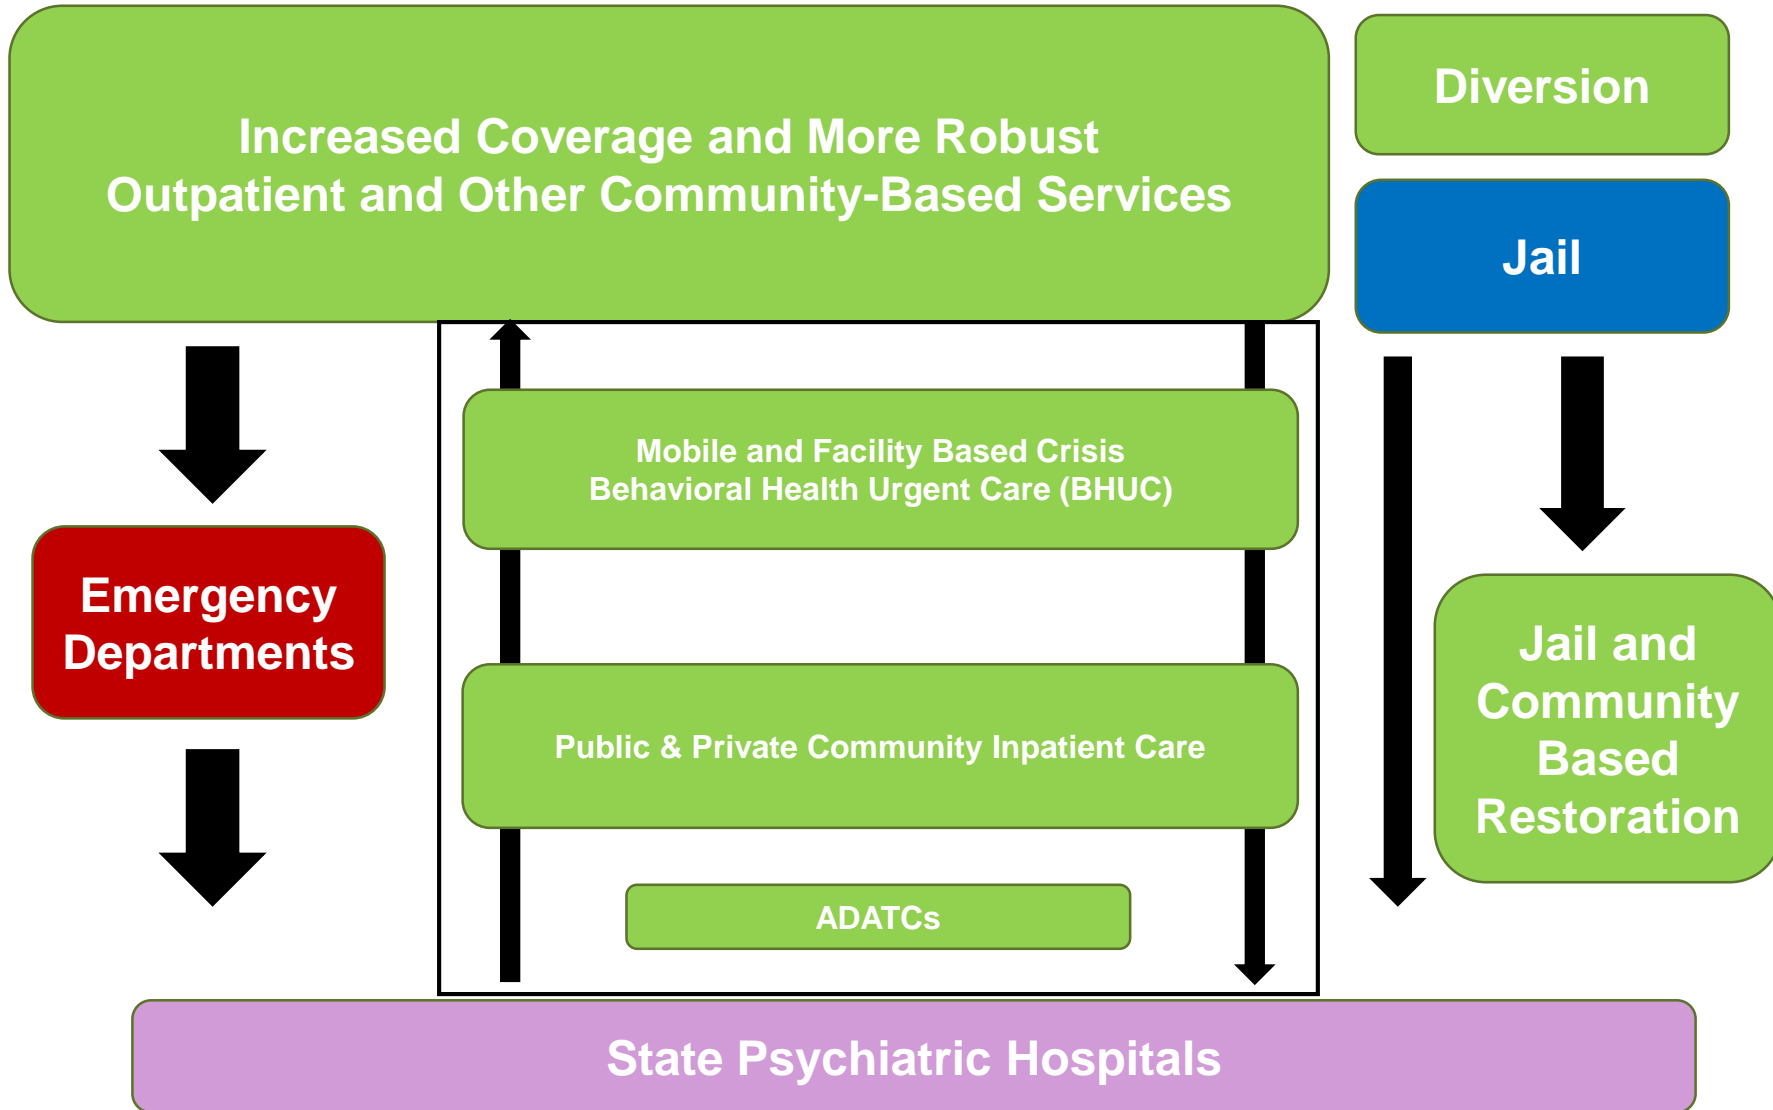 Increased Coverage and More Robust
Outpatient and Other Community-Based Services
Diversion
Jail
Mobile and Facility Based Crisis
Behavioral Health Urgent Care (BHUC)
Emergency
Departments
Public & Private Community Inpatient Care
Jail and
Community
Based
Restoration
ADATCs
State Psychiatric Hospitals